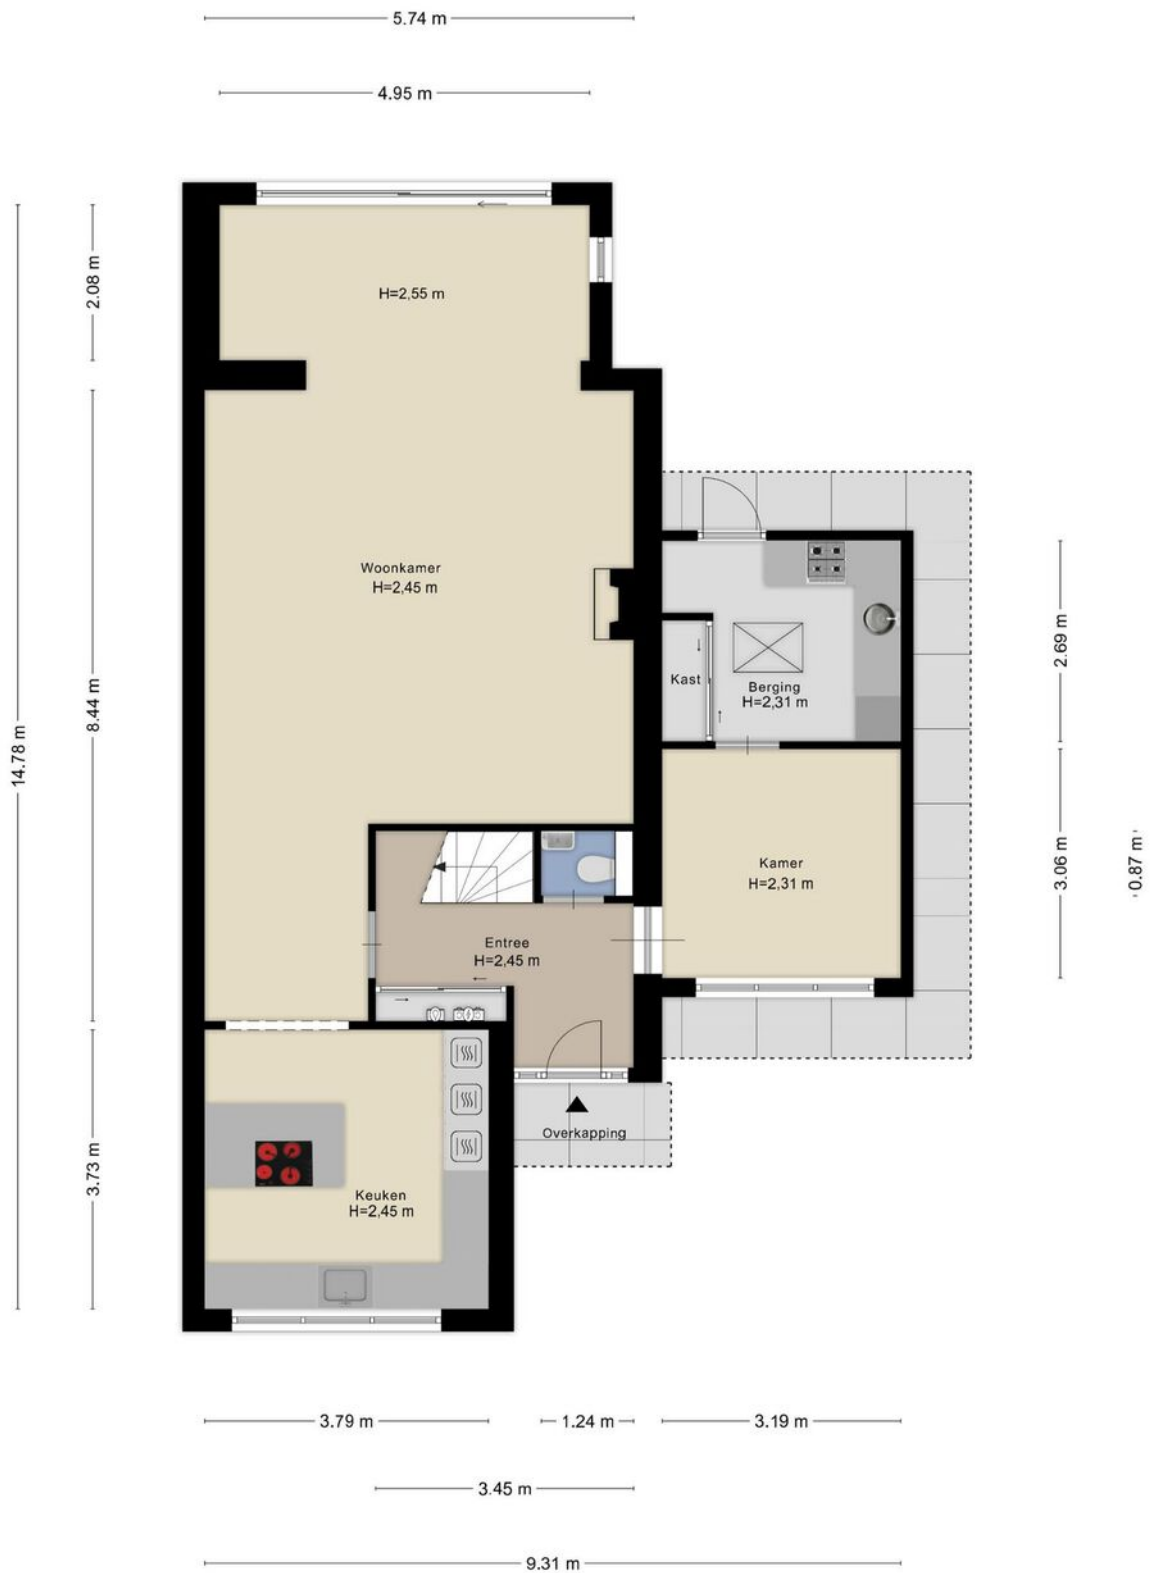 5.74 m
4.95 m
2.08 m
H=2,55 m
14.78 m
8.44 m
Woonkamer
H=2,45 m
2.69 m
Kast
Berging
H=2,31 m
3.06 m
0.87 m
Kamer
H=2,31 m
Entree
H=2,45 m
Overkapping
3.73 m
Keuken
H=2,45 m
3.79 m
1.24 m
3.19 m
3.45 m
9.31 m